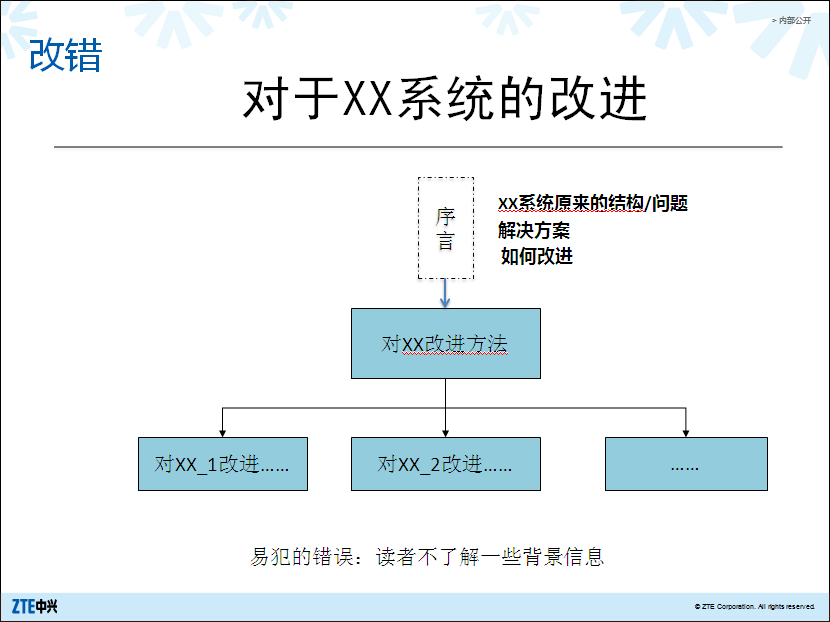 > 内部公开
改错
对于XX系统的改进
序
言
XX系统原来的结构/问题
解决方案
如何改进
对XX改进方法
对XX_1改进……
对XX_2改进……
……
易犯的错误：读者不了解一些背景信息
ZTE中兴
© ZTE Corporation. All rights reserved.